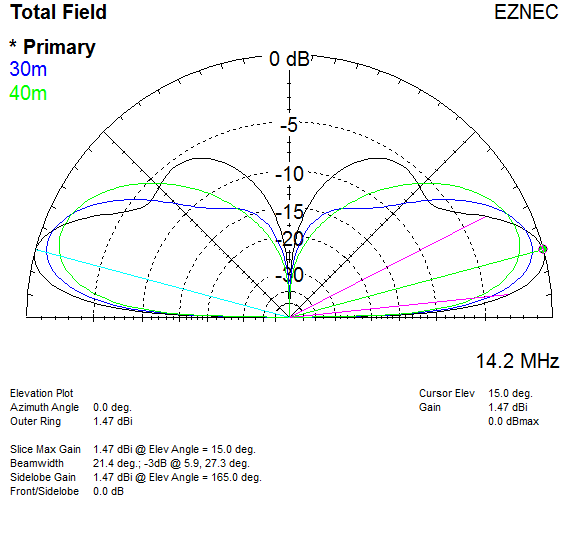 Total Field
EZNEC
* Primary
30m
40m
0 dB
-5
-10
-15
-20
-30
14.2 MHz
Elevation Plot
Azimuth Angle 0.0 deg.
Outer Ring 1.47 dBi
Cursor Elev 15.0 deg.
Gain 1.47 dBi
0.0 dBmax
Slice Max Gain 1.47 dBi @ Elev Angle = 15.0 deg.
Beamwidth 21.4 deg.; -3dB @ 5.9, 27.3 deg.
Sidelobe Gain 1.47 dBi @ Elev Angle = 165.0 deg.
Front/Sidelobe 0.0 dB